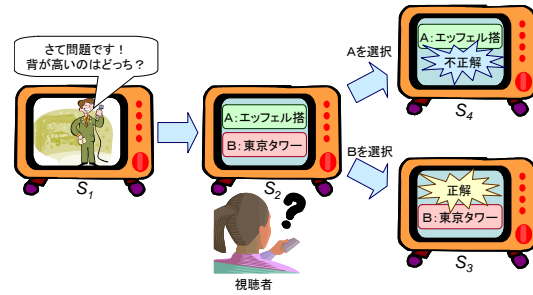 さて問題です！
背が高いのはどっち？
S1
A：エッフェル搭
B：東京タワー
S2
視聴者
Aを選択
A：エッフェル搭
不正解
S4
Bを選択
正解
B：東京タワー
S3